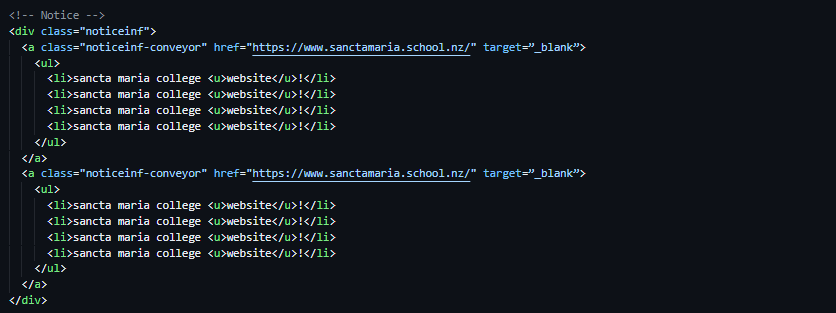 <!-- Notice -->
<div class="noticeinf">
<a class="noticeinf-conveyor" href="https://www.sanctamaria.school.nz/" target=”_blank”>
<ul>
<li>sancta maria college <u>website</u>!</li>
<li>sancta maria college <u>website</u>!</li>
<li>sancta maria college <u>website</u>!</li>
<li>sancta maria college <u>website</u>!</li>
</ul>
</a>
<a class="noticeinf-conveyor" href="https://www.sanctamaria.school.nz/" target=”_blank”>
<ul>
<li>sancta maria college <u>website</u>!</li>
<li>sancta maria college <u>website</u>!</li>
<li>sancta maria college <u>website</u>!</li>
<li>sancta maria college <u>website</u>!</li>
</ul>
</a>
</div>